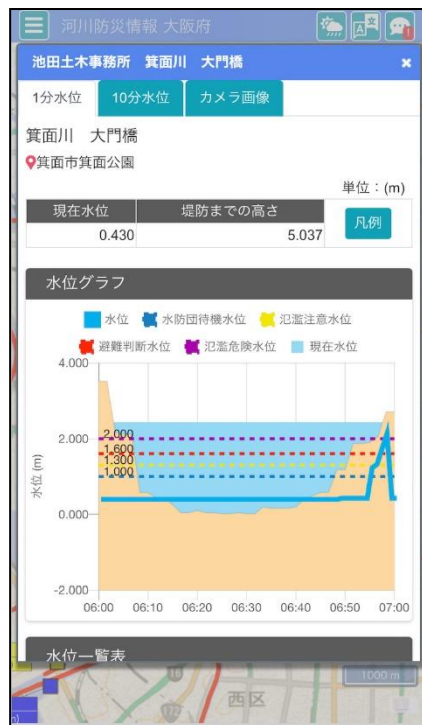 河川防災情報 大阪府
池田土木事務所 箕面川 大門橋 ×
1分水位 10分水位 カメラ画像
箕面川 大門橋
箕面市箕面公園
単位：(m)
現在水位 堤防までの高さ 凡例
0.430 5.037
水位グラフ
水位 水防団待機水位 氾濫注意水位
避難判断水位 氾濫危険水位 現在水位
4.000
2.000
0.000
-2.000
水位 (m)
2.000
1.600
1.300
1.000
06:00 06:10 06:20 06:30 06:40 06:50 07:00
水位一覧表
1000 m
西区
172